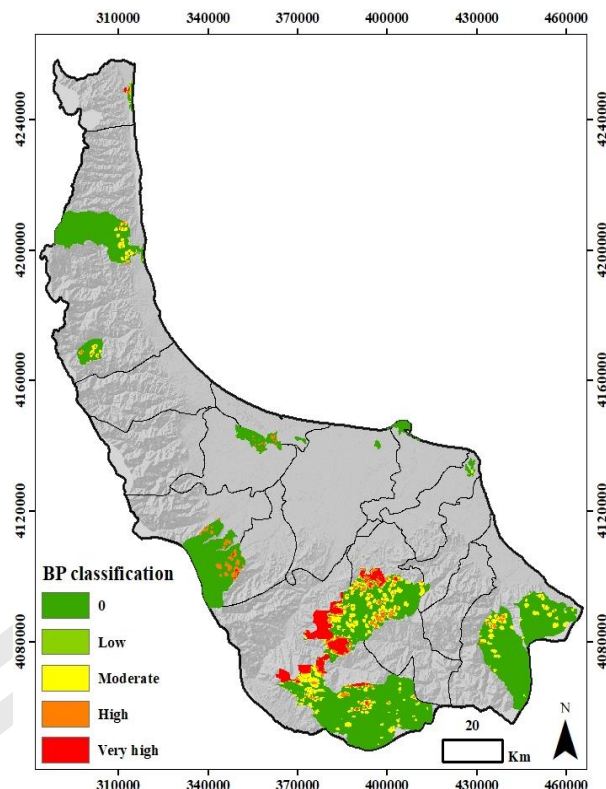 310000 340000 370000 400000 430000 460000
4240000 4240000
4200000 4200000
4160000 4160000
4120000 4120000
4080000 4080000
BP classification
0
Low
Moderate
High
Very high
20
Km
N
310000 340000 370000 400000 430000 460000